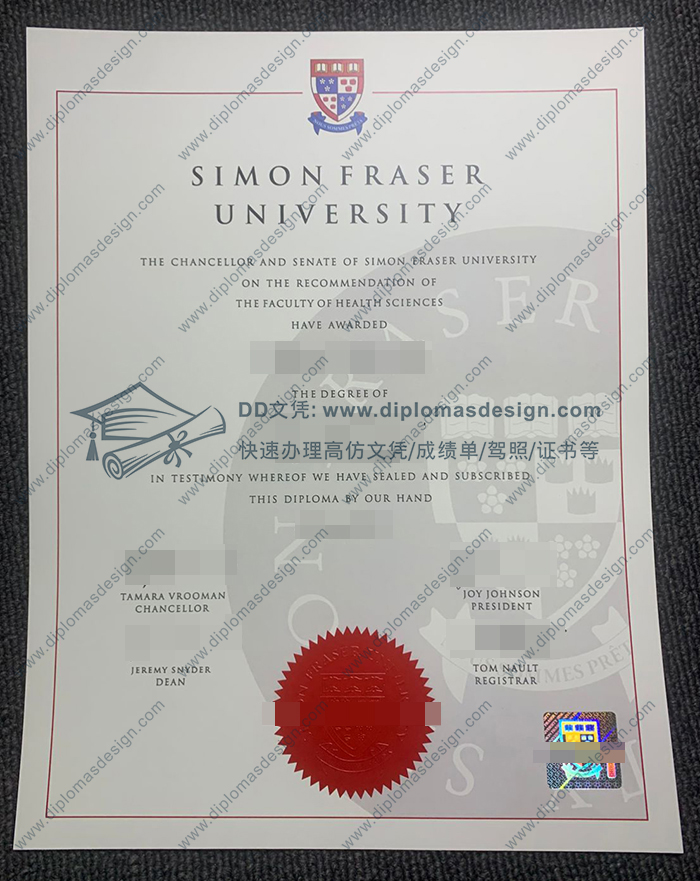 SIMON FRASER
UNIVERSITY
THE CHANCELLOR AND SENATE OF SIMON FRASER UNIVERSITY
ON THE RECOMMENDATION OF
THE FACULTY OF HEALTH SCIENCES
HAVE AWARDED
THE DEGREE OF
DD文凭: www.diplomasdesign.com
快速办理高仿文凭/成绩单/驾照/证书等
IN TESTIMONY WHEREOF WE HAVE SEALED AND SUBSCRIBED
THIS DIPLOMA BY OUR HAND
TAMARA VROOMAN
CHANCELLOR
JOY JOHNSON
PRESIDENT
JEREMY SNYDER
DEAN
TOM NAULT
REGISTRAR
www.diplomasdesign.com